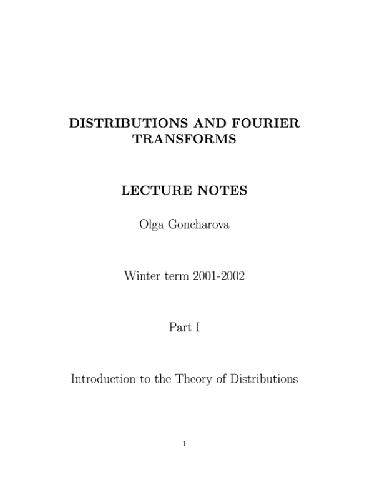 DISTRIBUTIONS AND FOURIER
TRANSFORMS
LECTURE NOTES
Olga Goncharova
Winter term 2001-2002
Part I
Introduction to the Theory of Distributions
1